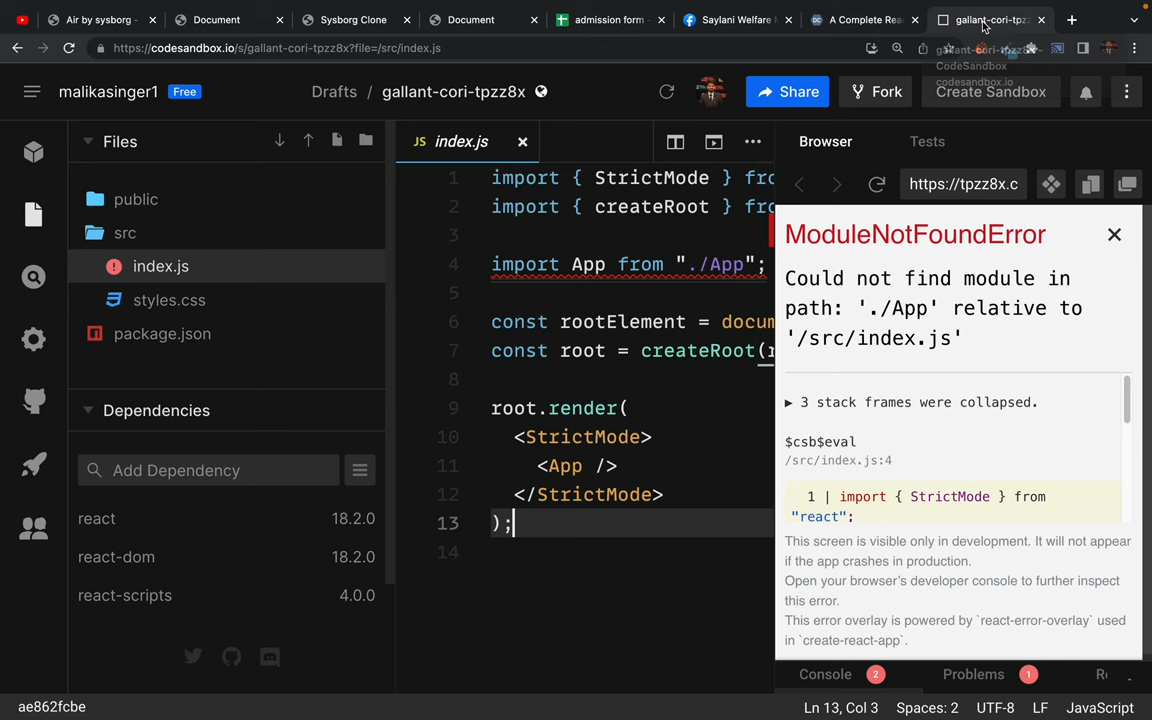 Air by sysborg -
Document
Sysborg Clone
Document
admission form -
Saylani Welfare
A Complete Rea
gallant-cori-tpzz
https://codesandbox.io/s/gallant-cori-tpzz8x?file=/src/index.js
gallant-cori-tpzz8x -
CodeSandbox
codesandbox.io
malikasinger1
Free
Drafts / gallant-cori-tpzz8x
Share
Fork
Create Sandbox
Files
JS index.js
Browser
Tests
public
src
index.js
styles.css
package.json
1 import { StrictMode } fro
2 import { createRoot } fro
3
4 import App from "./App";
5
6 const rootElement = docum
7 const root = createRoot(r
8
9 root.render(
10 <StrictMode>
11 <App />
12 </StrictMode>
13 );
14
https://tpzz8x.c
ModuleNotFoundError
Could not find module in
path: './App' relative to
'/src/index.js'
▶ 3 stack frames were collapsed.
$csb$eval
/src/index.js:4
1 | import { StrictMode } from
"react";
This screen is visible only in development. It will not appear
if the app crashes in production.
Open your browser's developer console to further inspect
this error.
This error overlay is powered by `react-error-overlay` used
in `create-react-app`.
Dependencies
Add Dependency
react 18.2.0
react-dom 18.2.0
react-scripts 4.0.0
Console 2
Problems 1
ae862fcbe
Ln 13, Col 3
Spaces: 2
UTF-8
LF
JavaScript